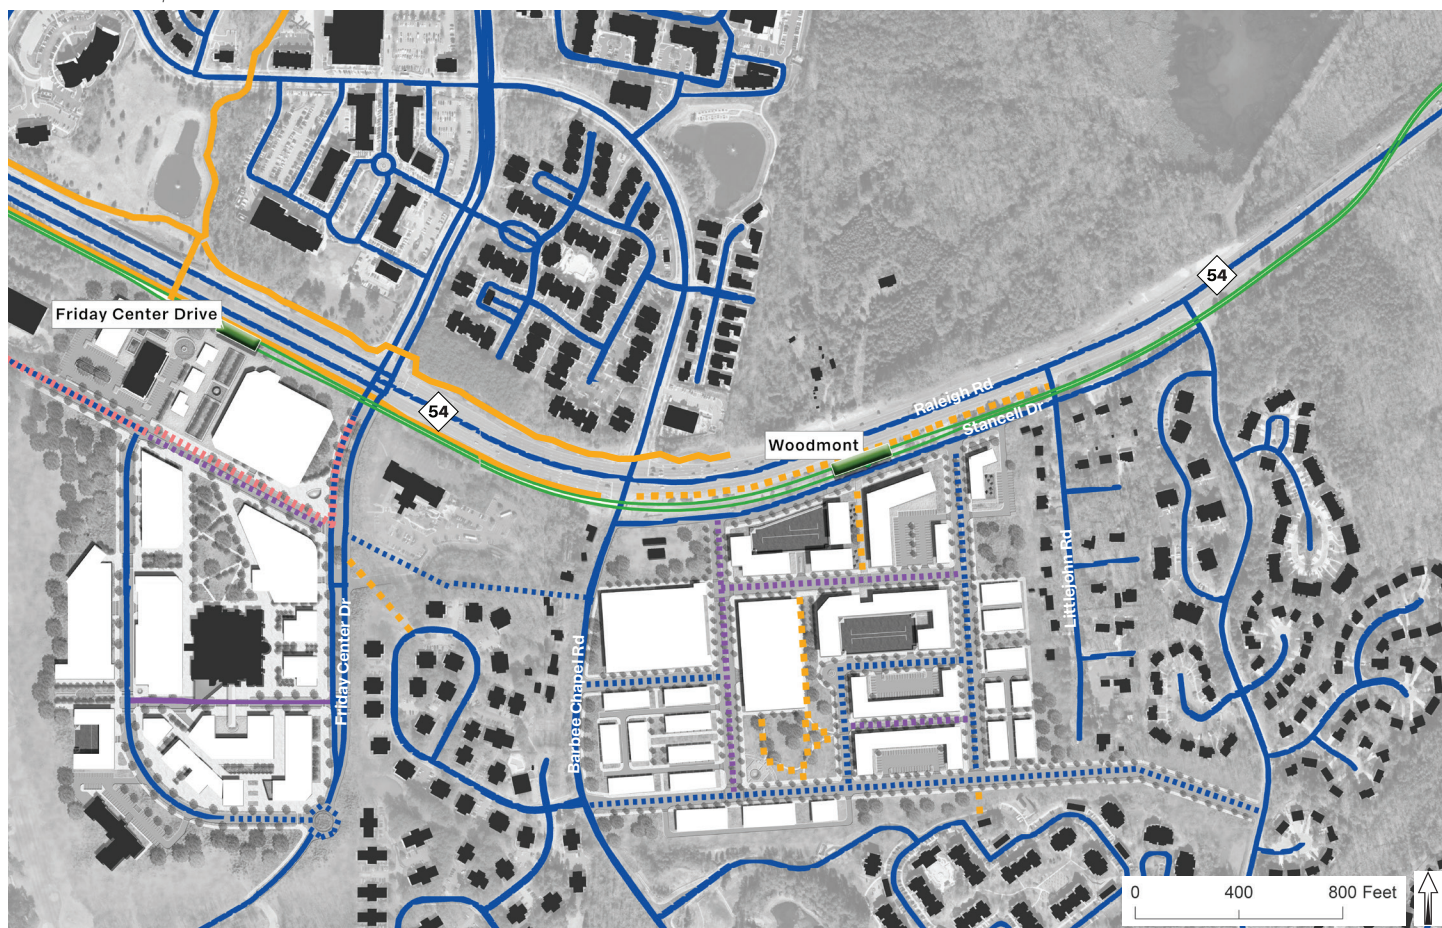 54
Friday Center Drive
54
Raleigh Rd
Stancell Dr
Woodmont
Littlejohn Rd
Friday Center Dr
Barbee Chapel Rd
0 400 800 Feet